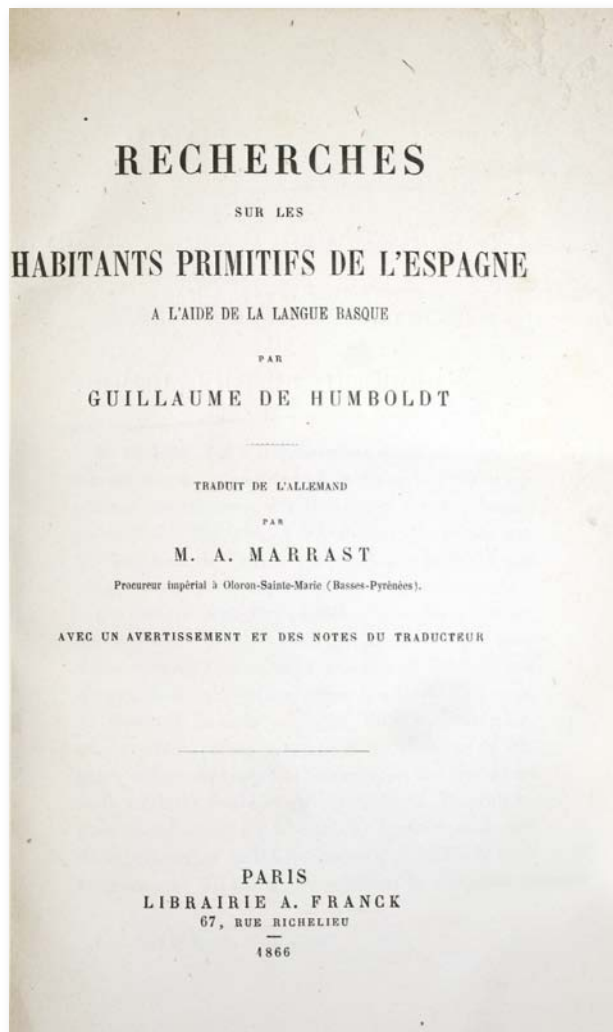 RECHERCHES
SUR LES
HABITANTS PRIMITIFS DE L'ESPAGNE
A L'AIDE DE LA LANGUE BASQUE
PAR
GUILLAUME DE HUMBOLDT
TRADUIT DE L'ALLEMAND
PAR
M. A. MARRAST
Procureur impérial à Oloron-Sainte-Marie (Basses-Pyrénées).
AVEC UN AVERTISSEMENT ET DES NOTES DU TRADUCTEUR
PARIS
LIBRAIRIE A. FRANCK
67, RUE RICHELIEU
1866